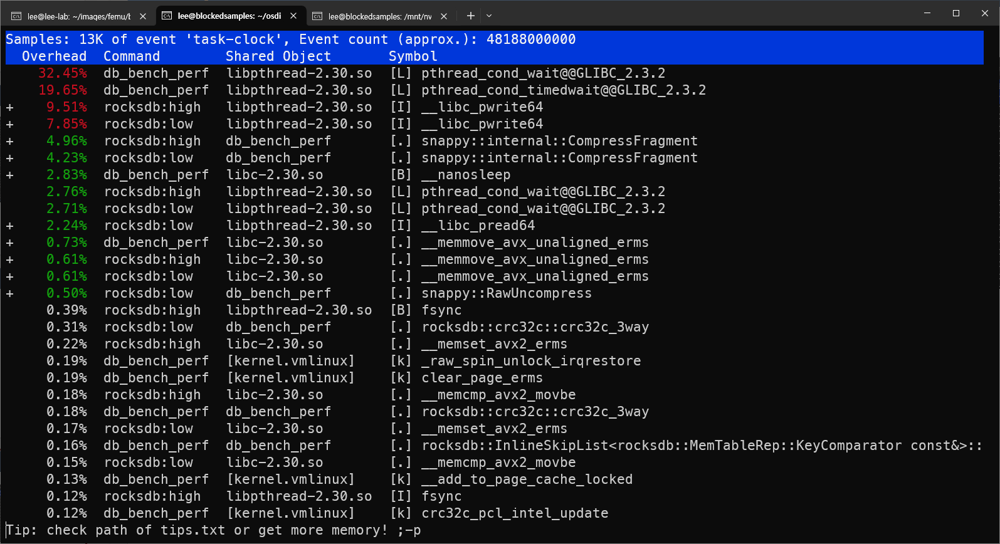 lee@lee-lab: ~/images/femu/b
lee@blockedsamples: ~/osdi
lee@blockedsamples: /mnt/nv
Samples: 13K of event 'task-clock', Event count (approx.): 48188000000
Overhead  Command  Shared Object  Symbol
32.45%  db_bench_perf  libpthread-2.30.so  [L] pthread_cond_wait@@GLIBC_2.3.2
19.65%  db_bench_perf  libpthread-2.30.so  [L] pthread_cond_timedwait@@GLIBC_2.3.2
+  9.51%  rocksdb:high  libpthread-2.30.so  [I] __libc_pwrite64
+  7.85%  rocksdb:low  libpthread-2.30.so  [I] __libc_pwrite64
+  4.96%  rocksdb:high  db_bench_perf  [.] snappy::internal::CompressFragment
+  4.23%  rocksdb:low  db_bench_perf  [.] snappy::internal::CompressFragment
+  2.83%  db_bench_perf  libc-2.30.so  [B] __nanosleep
2.76%  rocksdb:high  libpthread-2.30.so  [L] pthread_cond_wait@@GLIBC_2.3.2
2.71%  rocksdb:low  libpthread-2.30.so  [L] pthread_cond_wait@@GLIBC_2.3.2
+  2.24%  rocksdb:low  libpthread-2.30.so  [I] __libc_pread64
+  0.73%  db_bench_perf  libc-2.30.so  [.] __memmove_avx_unaligned_erms
+  0.61%  rocksdb:high  libc-2.30.so  [.] __memmove_avx_unaligned_erms
+  0.61%  rocksdb:low  libc-2.30.so  [.] __memmove_avx_unaligned_erms
+  0.50%  rocksdb:low  db_bench_perf  [.] snappy::RawUncompress
0.39%  rocksdb:high  libpthread-2.30.so  [B] fsync
0.31%  rocksdb:low  db_bench_perf  [.] rocksdb::crc32c::crc32c_3way
0.22%  rocksdb:high  libc-2.30.so  [.] __memset_avx2_erms
0.19%  db_bench_perf  [kernel.vmlinux]  [k] _raw_spin_unlock_irqrestore
0.19%  db_bench_perf  [kernel.vmlinux]  [k] clear_page_erms
0.18%  rocksdb:high  libc-2.30.so  [.] __memcmp_avx2_movbe
0.18%  db_bench_perf  db_bench_perf  [.] rocksdb::crc32c::crc32c_3way
0.17%  rocksdb:low  libc-2.30.so  [.] __memset_avx2_erms
0.16%  db_bench_perf  db_bench_perf  [.] rocksdb::InlineSkipList<rocksdb::MemTableRep::KeyComparator const&>::
0.15%  rocksdb:low  libc-2.30.so  [.] __memcmp_avx2_movbe
0.13%  db_bench_perf  [kernel.vmlinux]  [k] __add_to_page_cache_locked
0.12%  rocksdb:high  libpthread-2.30.so  [I] fsync
0.12%  db_bench_perf  [kernel.vmlinux]  [k] crc32c_pcl_intel_update
Tip: check path of tips.txt or get more memory! ;-p